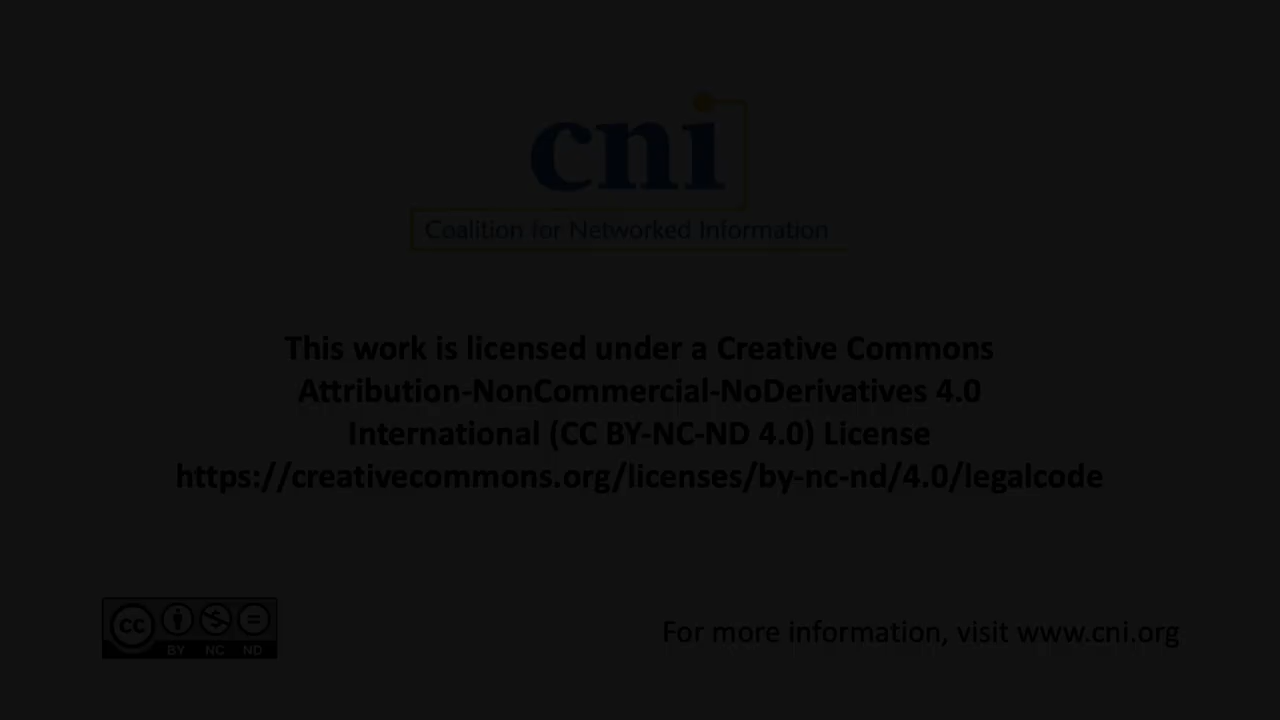 cni
Coalition for Networked Information
This work is licensed under a Creative Commons
Attribution-NonCommercial-NoDerivatives 4.0
International (CC BY-NC-ND 4.0) License
https://creativecommons.org/licenses/by-nc-nd/4.0/legalcode
cc BY NC ND
For more information, visit www.cni.org